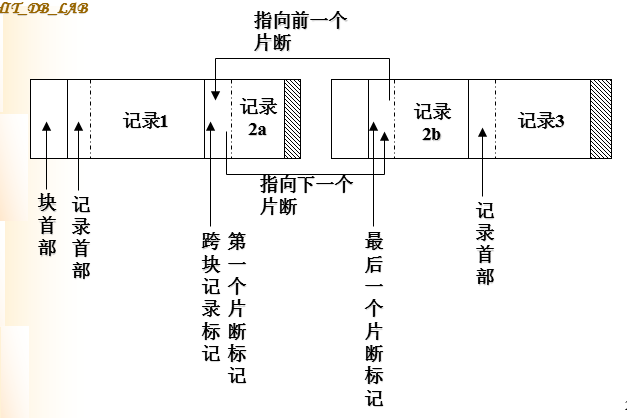 HIT_DB_LAB
指向前一个
片断
记录1
记录
2a
记录
2b
记录3
指向下一个
片断
块首部
记录首部
跨块记录标记
第一个片断标记
最后一个片断标记
记录首部